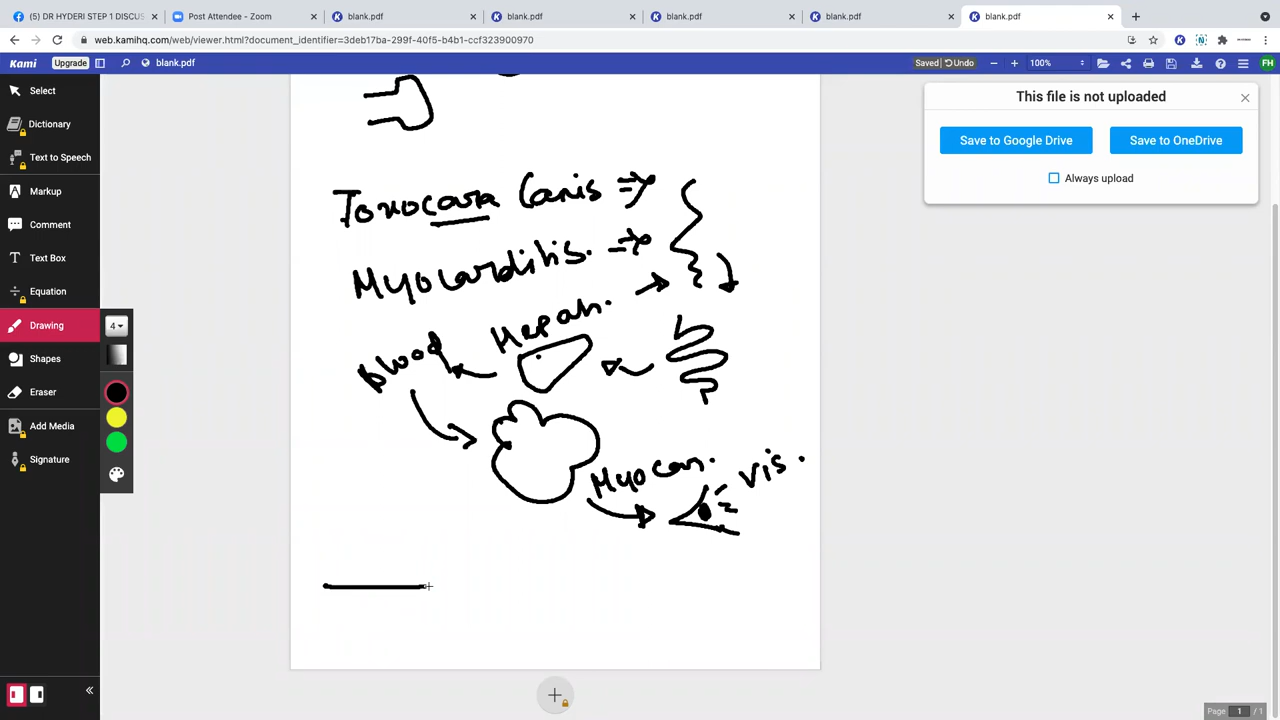 (5) DR HYDERI STEP 1 DISCUS
Post Attendee - Zoom
blank.pdf
blank.pdf
blank.pdf
blank.pdf
blank.pdf
web.kamihq.com/web/viewer.html?document_identifier=3deb17ba-299f-40f5-b4b1-ccf323900970
Kami
Upgrade
blank.pdf
Saved
Undo
100%
FH
Select
Dictionary
Text to Speech
Markup
Comment
Text Box
Equation
Drawing
4
Shapes
Eraser
Add Media
Signature
This file is not uploaded
Save to Google Drive
Save to OneDrive
Always upload
Toxocara Canis
Myocarditis.
Hepah.
blood
Myocar.
vis.
Page 1 / 1